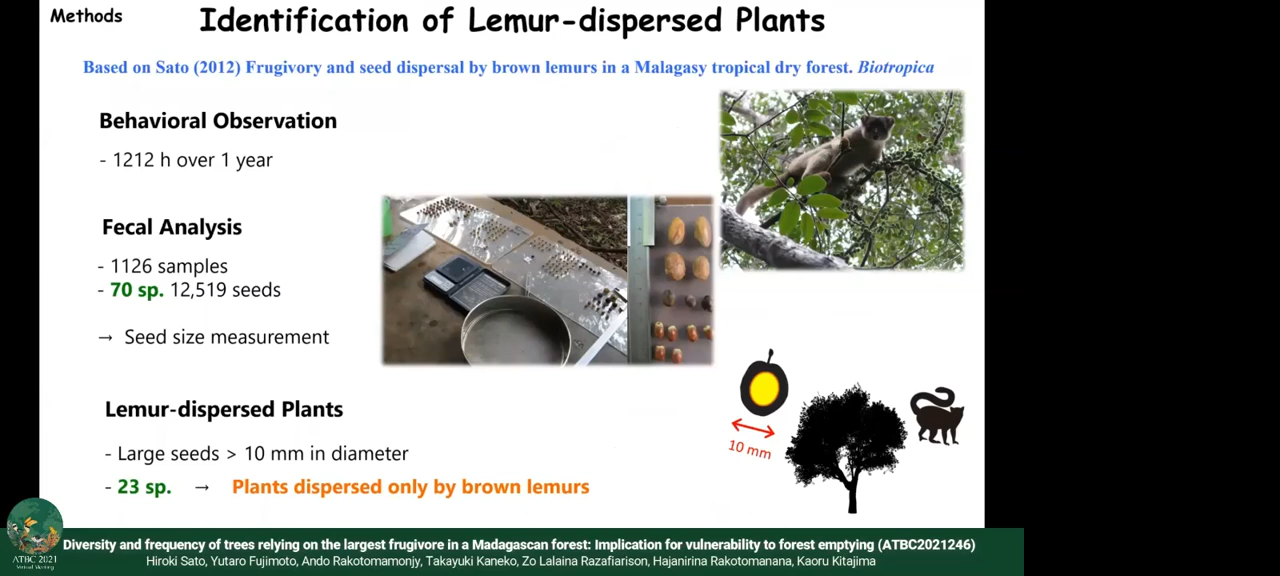 Methods
Identification of Lemur-dispersed Plants
Based on Sato (2012) Frugivory and seed dispersal by brown lemurs in a Malagasy tropical dry forest. Biotropica
Behavioral Observation
- 1212 h over 1 year
Fecal Analysis
- 1126 samples
- 70 sp. 12,519 seeds
→ Seed size measurement
Lemur-dispersed Plants
- Large seeds > 10 mm in diameter
- 23 sp. → Plants dispersed only by brown lemurs
10 mm
ATBC 2021
Virtual Meeting
Diversity and frequency of trees relying on the largest frugivore in a Madagascan forest: Implication for vulnerability to forest emptying (ATBC2021246)
Hiroki Sato, Yutaro Fujimoto, Ando Rakotomamonjy, Takayuki Kaneko, Zo Lalaina Razafiarison, Hajanirina Rakotomanana, Kaoru Kitajima